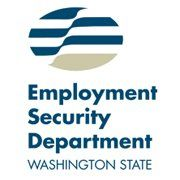 Employment
Security
Department
WASHINGTON STATE